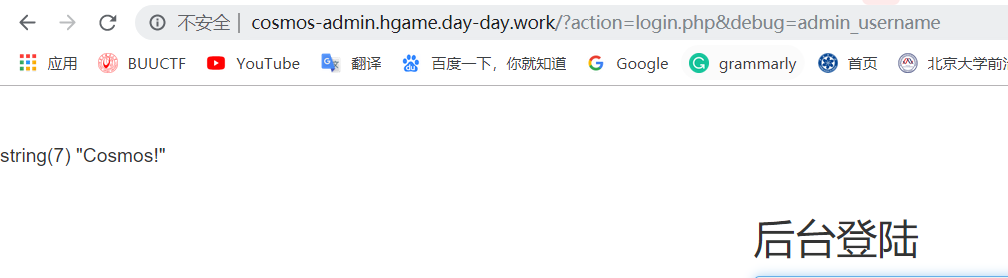 不安全 | cosmos-admin.hgame.day-day.work/?action=login.php&debug=admin_username
应用 BUUCTF YouTube 翻译 百度一下，你就知道 Google grammarly 首页 北京大学前
string(7) "Cosmos!"
后台登陆